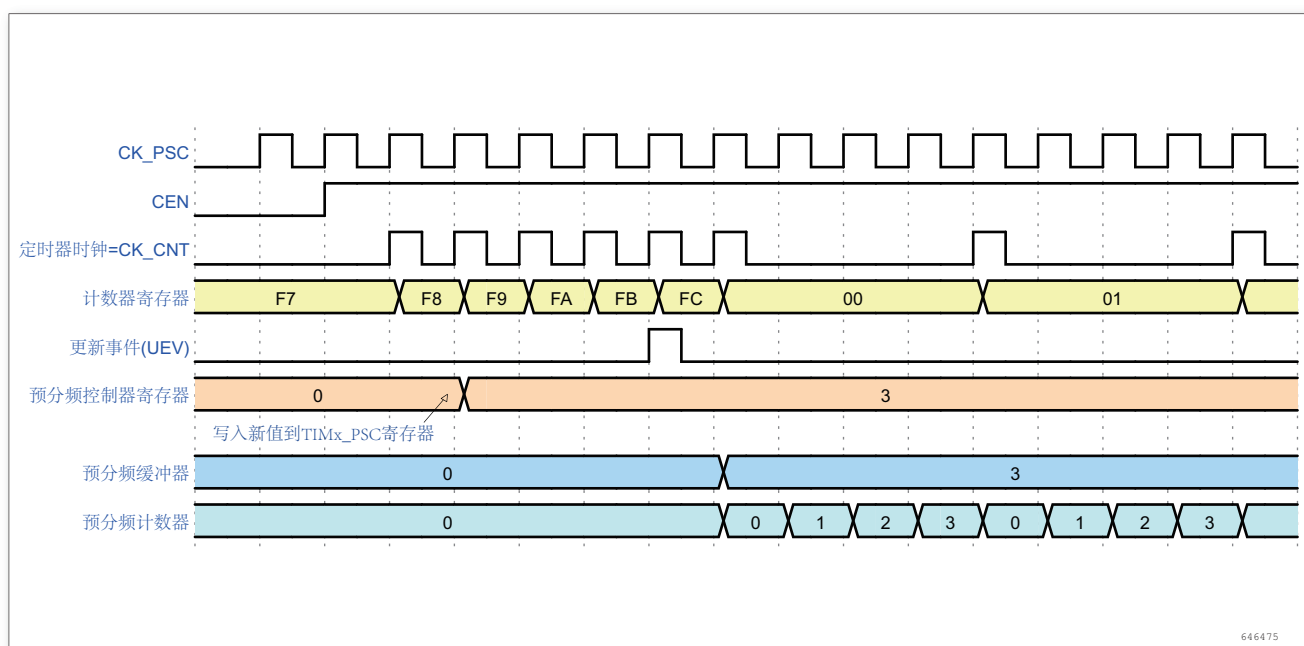 CK_PSC
CEN
定时器时钟=CK_CNT
计数器寄存器 F7 F8 F9 FA FB FC 00 01
更新事件(UEV)
预分频控制器寄存器 0 3
写入新值到TIMx_PSC寄存器
预分频缓冲器 0 3
预分频计数器 0 0 1 2 3 0 1 2 3
646475